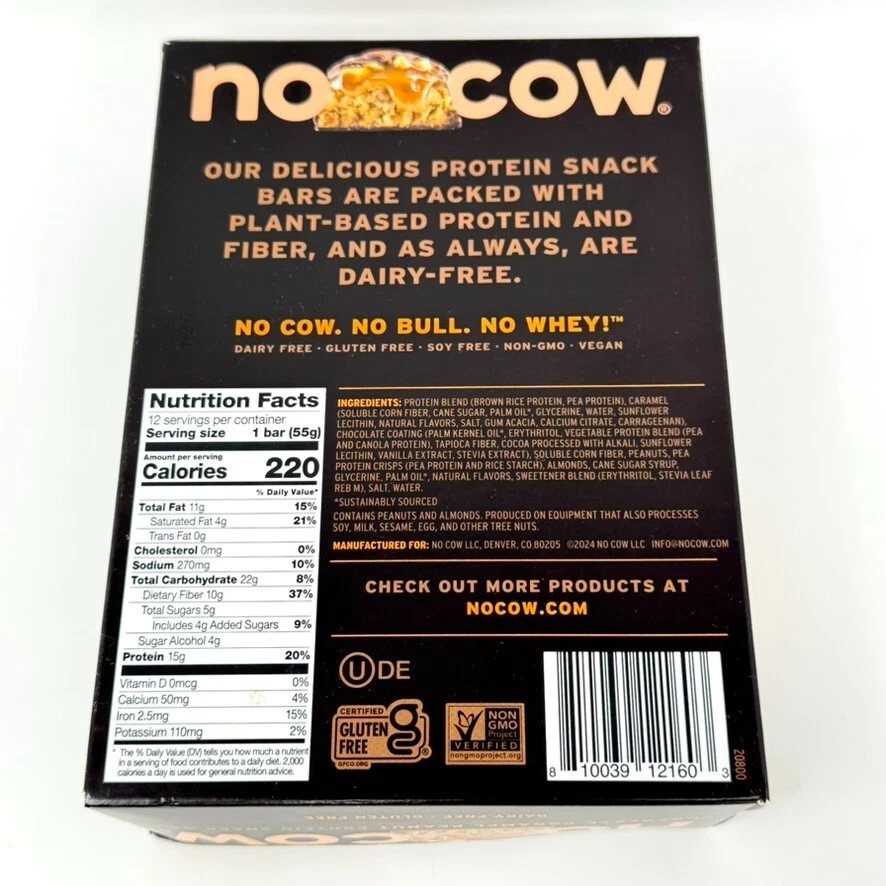 no cow®
OUR DELICIOUS PROTEIN SNACK
BARS ARE PACKED WITH
PLANT-BASED PROTEIN AND
FIBER, AND AS ALWAYS, ARE
DAIRY-FREE.
NO COW. NO BULL. NO WHEY!™
DAIRY FREE · GLUTEN FREE · SOY FREE · NON-GMO · VEGAN
Nutrition Facts
12 servings per container
Serving size 1 bar (55g)
Amount per serving
Calories 220
% Daily Value*
Total Fat 11g 15%
Saturated Fat 4g 21%
Trans Fat 0g
Cholesterol 0mg 0%
Sodium 270mg 10%
Total Carbohydrate 22g 8%
Dietary Fiber 10g 37%
Total Sugars 5g
Includes 4g Added Sugars 9%
Sugar Alcohol 4g
Protein 15g 20%
Vitamin D 0mcg 0%
Calcium 50mg 4%
Iron 2.5mg 15%
Potassium 110mg 2%
* The % Daily Value (DV) tells you how much a nutrient
in a serving of food contributes to a daily diet. 2,000
calories a day is used for general nutrition advice.
INGREDIENTS: PROTEIN BLEND (BROWN RICE PROTEIN, PEA PROTEIN), CARAMEL
(SOLUBLE CORN FIBER, CANE SUGAR, PALM OIL*, GLYCERINE, WATER, SUNFLOWER
LECITHIN, NATURAL FLAVORS, SALT, GUM ACACIA, CALCIUM CITRATE, CARRAGEENAN),
CHOCOLATE COATING (PALM KERNEL OIL*, ERYTHRITOL, VEGETABLE PROTEIN BLEND (PEA
AND CANOLA PROTEIN), TAPIOCA FIBER, COCOA PROCESSED WITH ALKALI, SUNFLOWER
LECITHIN, VANILLA EXTRACT, STEVIA EXTRACT), SOLUBLE CORN FIBER, PEANUTS, PEA
PROTEIN CRISPS (PEA PROTEIN AND RICE STARCH), ALMONDS, CANE SUGAR SYRUP,
GLYCERINE, PALM OIL*, NATURAL FLAVORS, SWEETENER BLEND (ERYTHRITOL, STEVIA LEAF
REB M), SALT, WATER.
*SUSTAINABLY SOURCED
CONTAINS PEANUTS AND ALMONDS. PRODUCED ON EQUIPMENT THAT ALSO PROCESSES
SOY, MILK, SESAME, EGG, AND OTHER TREE NUTS.
MANUFACTURED FOR: NO COW LLC, DENVER, CO.80205 ©2024 NO COW LLC INFO@NOCOW.COM
CHECK OUT MORE PRODUCTS AT
NOCOW.COM
U DE
CERTIFIED
GLUTEN
FREE
GFCO.ORG
g®
NON
GMO
Project
VERIFIED
nongmoproject.org
8 10039 12160 3
20800
DAIRY FREE · GLUTEN FREE
CARAMEL PEANUT PROTEIN SNACK
no cow